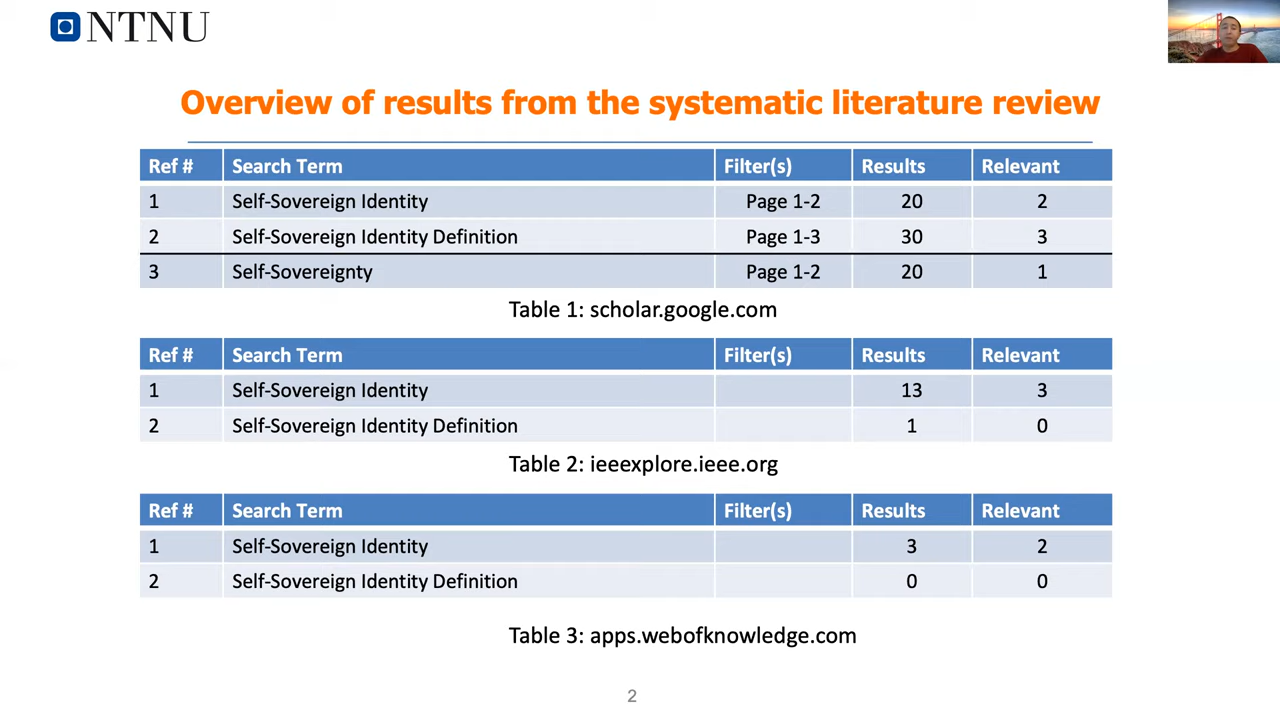 NTNU
Overview of results from the systematic literature review
Ref # Search Term Filter(s) Results Relevant
1 Self-Sovereign Identity Page 1-2 20 2
2 Self-Sovereign Identity Definition Page 1-3 30 3
3 Self-Sovereignty Page 1-2 20 1
Table 1: scholar.google.com
Ref # Search Term Filter(s) Results Relevant
1 Self-Sovereign Identity 13 3
2 Self-Sovereign Identity Definition 1 0
Table 2: ieeexplore.ieee.org
Ref # Search Term Filter(s) Results Relevant
1 Self-Sovereign Identity 3 2
2 Self-Sovereign Identity Definition 0 0
Table 3: apps.webofknowledge.com
2